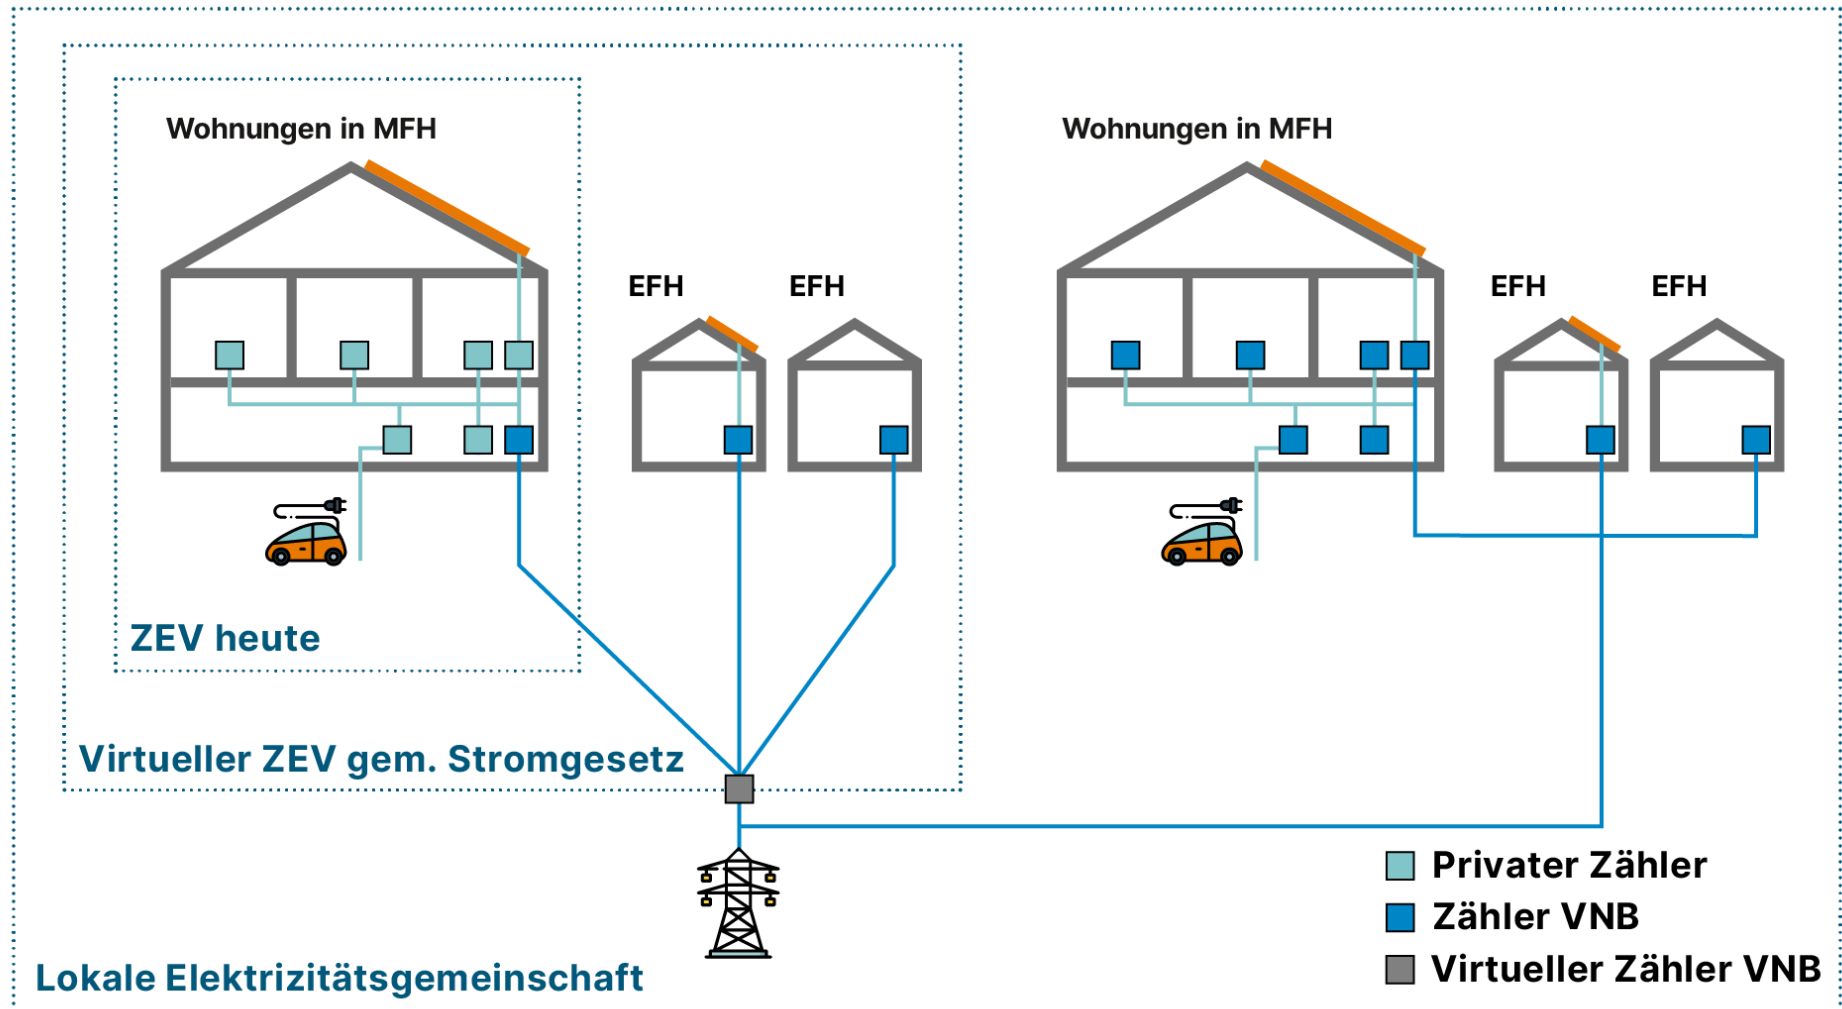 Wohnungen in MFH
Wohnungen in MFH
EFH
EFH
EFH
EFH
ZEV heute
Virtueller ZEV gem. Stromgesetz
Lokale Elektrizitätsgemeinschaft
Privater Zähler
Zähler VNB
Virtueller Zähler VNB